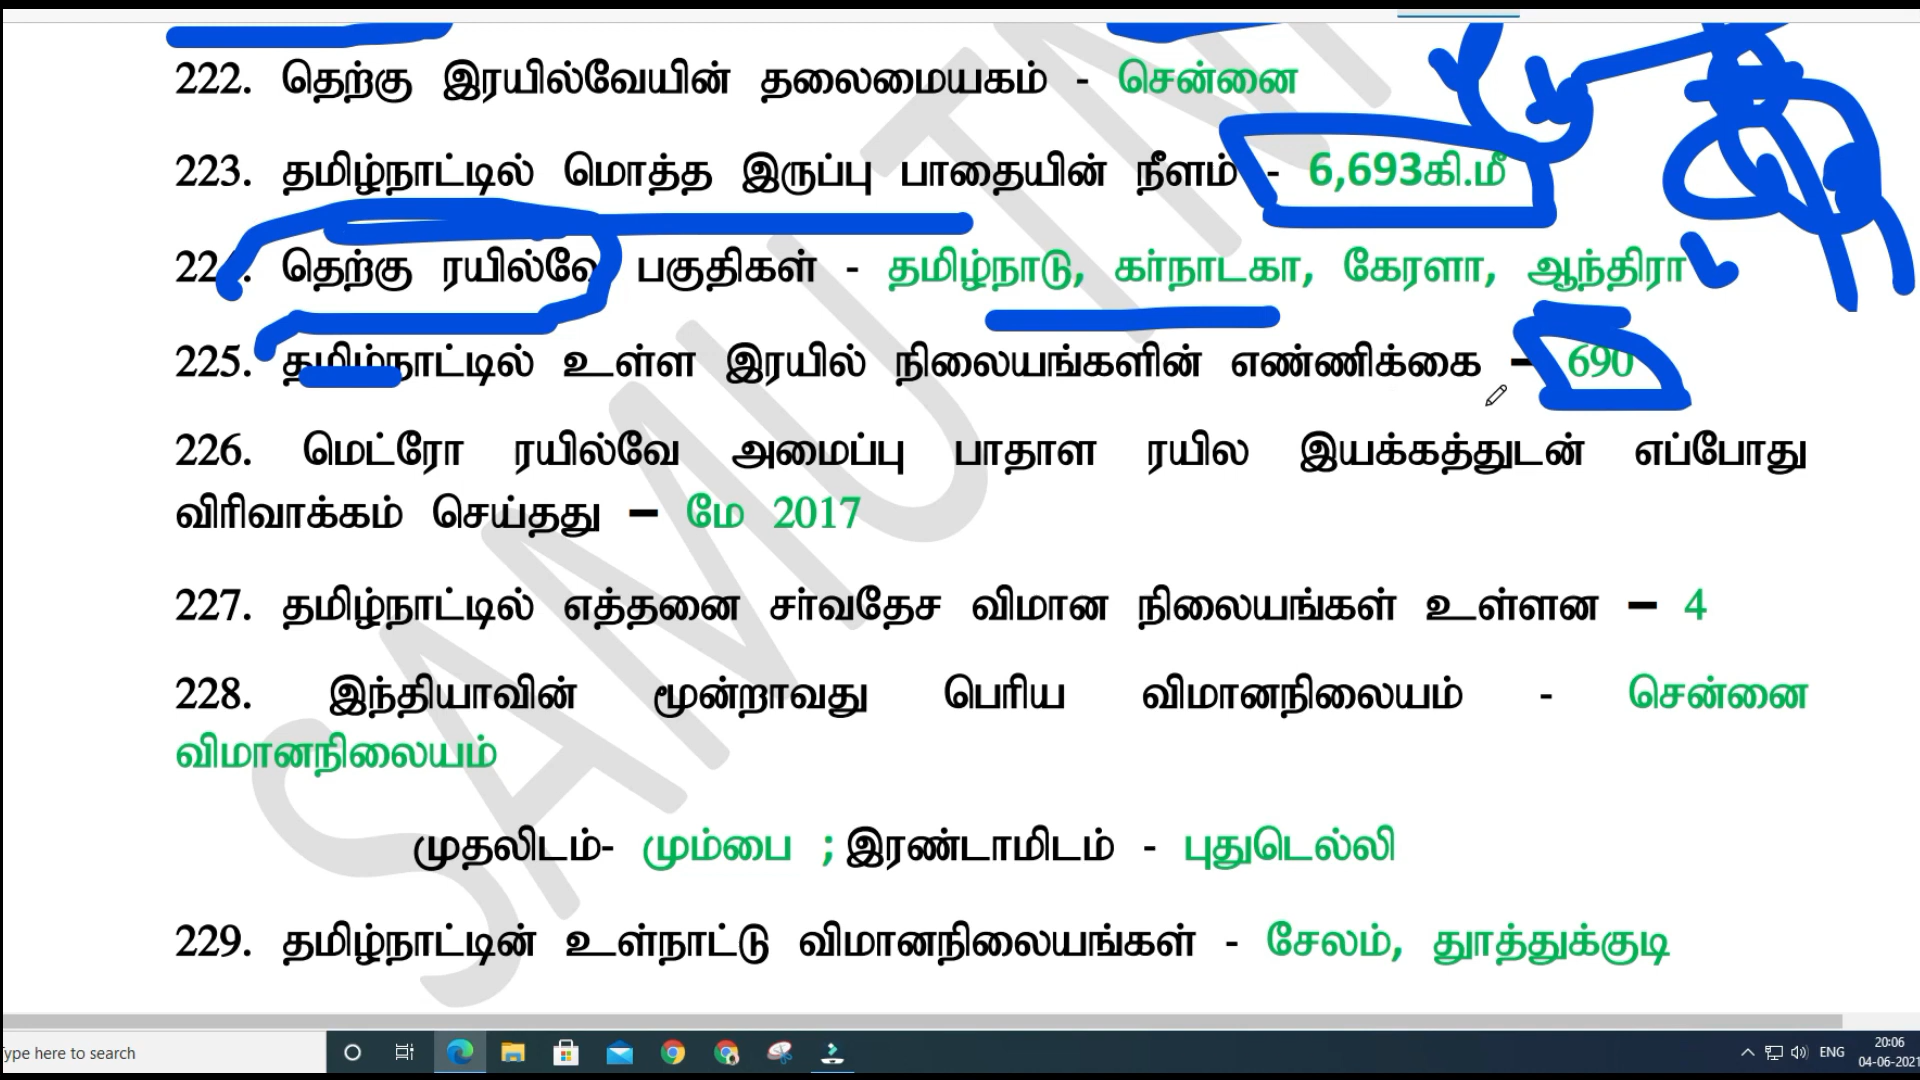 222. தெற்கு இரயில்வேயின் தலைமையகம் - சென்னை
223. தமிழ்நாட்டில் மொத்த இருப்பு பாதையின் நீளம் - 6,693கி.மீ
224. தெற்கு ரயில்வே பகுதிகள் - தமிழ்நாடு, கர்நாடகா, கேரளா, ஆந்திரா
225. தமிழ்நாட்டில் உள்ள இரயில் நிலையங்களின் எண்ணிக்கை – 690
226. மெட்ரோ ரயில்வே அமைப்பு பாதாள ரயில இயக்கத்துடன் எப்போது
விரிவாக்கம் செய்தது – மே 2017
227. தமிழ்நாட்டில் எத்தனை சர்வதேச விமான நிலையங்கள் உள்ளன – 4
228. இந்தியாவின் மூன்றாவது பெரிய விமானநிலையம் - சென்னை
விமானநிலையம்
முதலிடம்- மும்பை ; இரண்டாமிடம் - புதுடெல்லி
229. தமிழ்நாட்டின் உள்நாட்டு விமானநிலையங்கள் - சேலம், தூத்துக்குடி
SAMU TN
ype here to search
ENG
20:06
04-06-2021